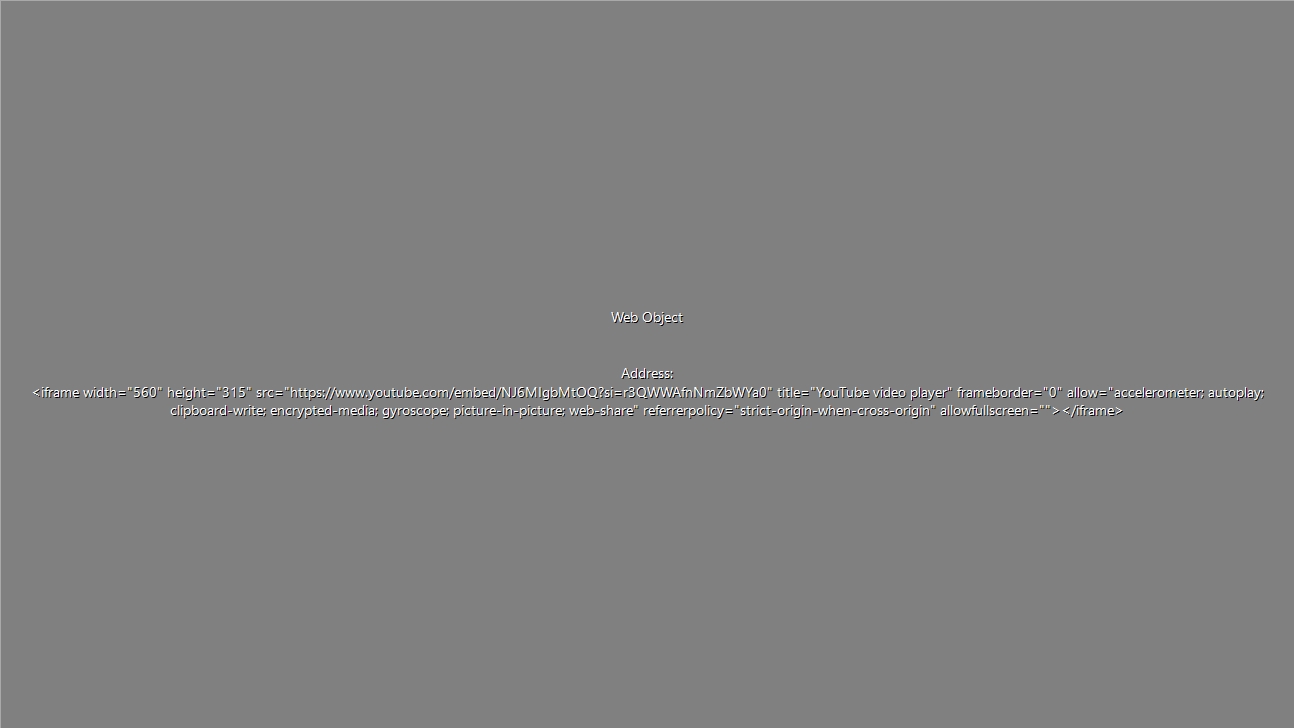 Web Object
Address:
<iframe width="560" height="315" src="https://www.youtube.com/embed/NJ6MIgbMtOQ?si=r3QWWAfnNmZbWYa0" title="YouTube video player" frameborder="0" allow="accelerometer; autoplay;
clipboard-write; encrypted-media; gyroscope; picture-in-picture; web-share" referrerpolicy="strict-origin-when-cross-origin" allowfullscreen=""></iframe>